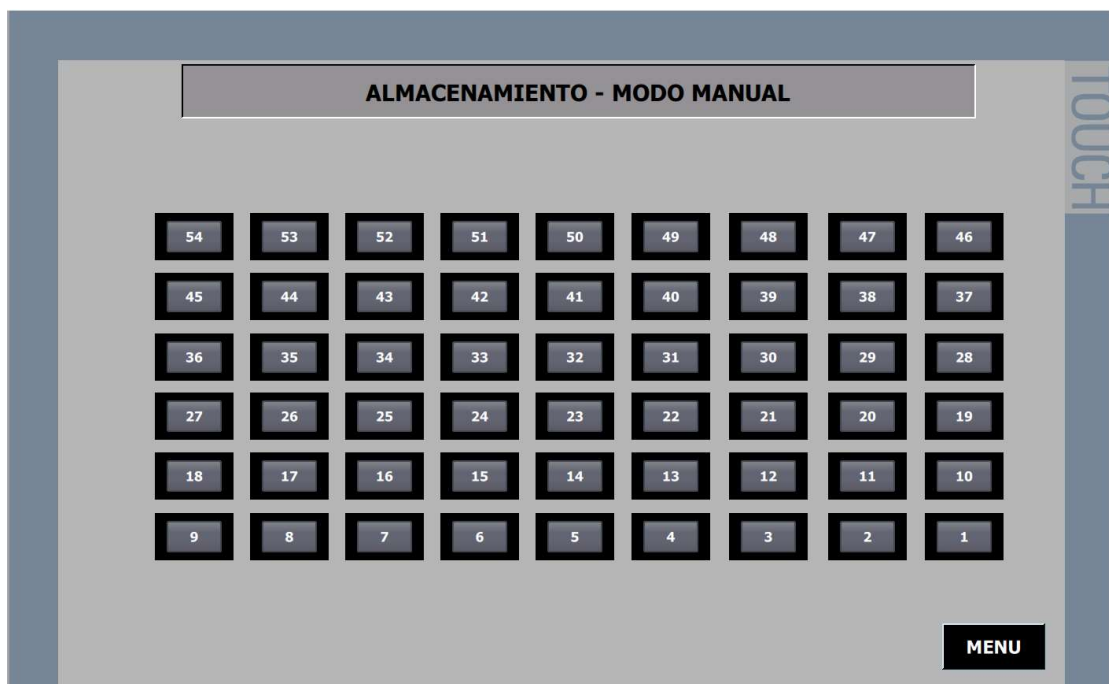 ALMACENAMIENTO - MODO MANUAL
TOUCH
54 53 52 51 50 49 48 47 46
45 44 43 42 41 40 39 38 37
36 35 34 33 32 31 30 29 28
27 26 25 24 23 22 21 20 19
18 17 16 15 14 13 12 11 10
9 8 7 6 5 4 3 2 1
MENU